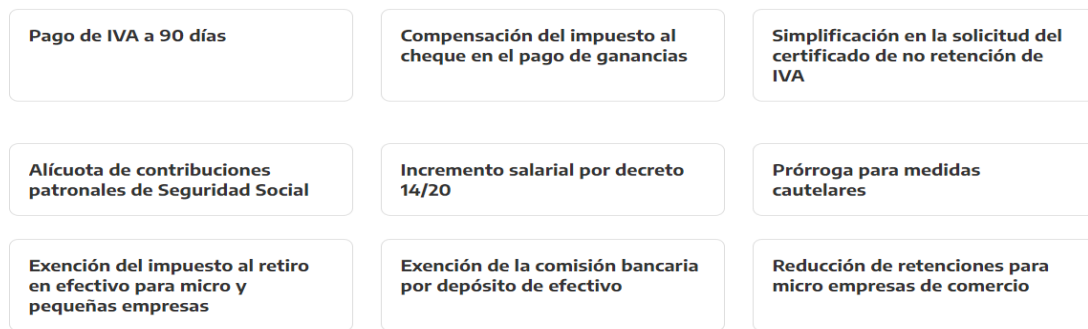 Pago de IVA a 90 días
Compensación del impuesto al
cheque en el pago de ganancias
Simplificación en la solicitud del
certificado de no retención de
IVA
Alícuota de contribuciones
patronales de Seguridad Social
Incremento salarial por decreto
14/20
Prórroga para medidas
cautelares
Exención del impuesto al retiro
en efectivo para micro y
pequeñas empresas
Exención de la comisión bancaria
por depósito de efectivo
Reducción de retenciones para
micro empresas de comercio